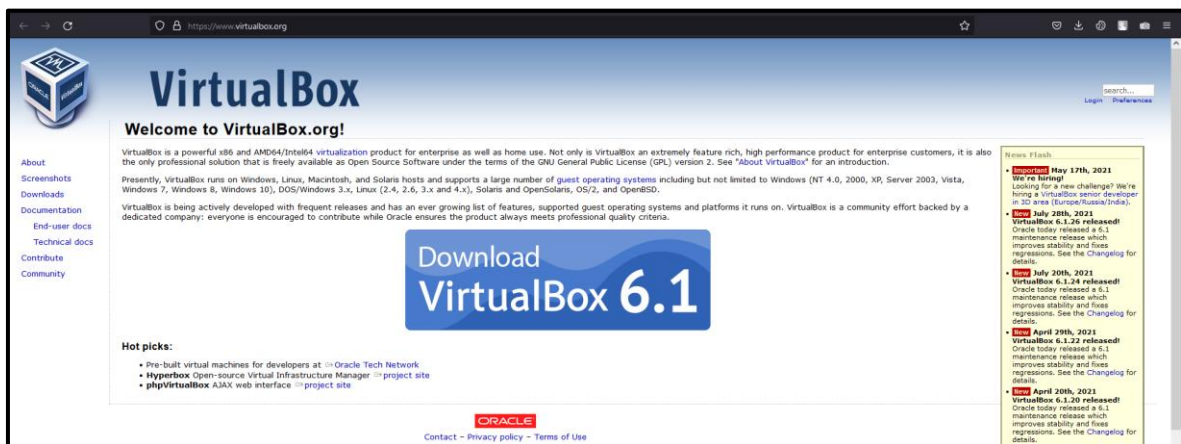 https://www.virtualbox.org
VirtualBox
search...
Login Preferences
Welcome to VirtualBox.org!
VirtualBox is a powerful x86 and AMD64/Intel64 virtualization product for enterprise as well as home use. Not only is VirtualBox an extremely feature rich, high performance product for enterprise customers, it is also
the only professional solution that is freely available as Open Source Software under the terms of the GNU General Public License (GPL) version 2. See "About VirtualBox" for an introduction.
Presently, VirtualBox runs on Windows, Linux, Macintosh, and Solaris hosts and supports a large number of guest operating systems including but not limited to Windows (NT 4.0, 2000, XP, Server 2003, Vista,
Windows 7, Windows 8, Windows 10), DOS/Windows 3.x, Linux (2.4, 2.6, 3.x and 4.x), Solaris and OpenSolaris, OS/2, and OpenBSD.
VirtualBox is being actively developed with frequent releases and has an ever growing list of features, supported guest operating systems and platforms it runs on. VirtualBox is a community effort backed by a
dedicated company: everyone is encouraged to contribute while Oracle ensures the product always meets professional quality criteria.
About
Screenshots
Downloads
Documentation
End-user docs
Technical docs
Contribute
Community
Download
VirtualBox 6.1
Hot picks:
• Pre-built virtual machines for developers at Oracle Tech Network
• Hyperbox Open-source Virtual Infrastructure Manager project site
• phpVirtualBox AJAX web interface project site
News Flash
• Important May 17th, 2021
We're hiring!
Looking for a new challenge? We're
hiring a VirtualBox senior developer
in 3D area (Europe/Russia/India).
• New July 28th, 2021
VirtualBox 6.1.26 released!
Oracle today released a 6.1
maintenance release which
improves stability and fixes
regressions. See the Changelog for
details.
• New July 20th, 2021
VirtualBox 6.1.24 released!
Oracle today released a 6.1
maintenance release which
improves stability and fixes
regressions. See the Changelog for
details.
• New April 29th, 2021
VirtualBox 6.1.22 released!
Oracle today released a 6.1
maintenance release which
improves stability and fixes
regressions. See the Changelog for
details.
• New April 20th, 2021
VirtualBox 6.1.20 released!
Oracle today released a 6.1
maintenance release which
improves stability and fixes
regressions. See the Changelog for
details.
ORACLE
Contact – Privacy policy – Terms of Use